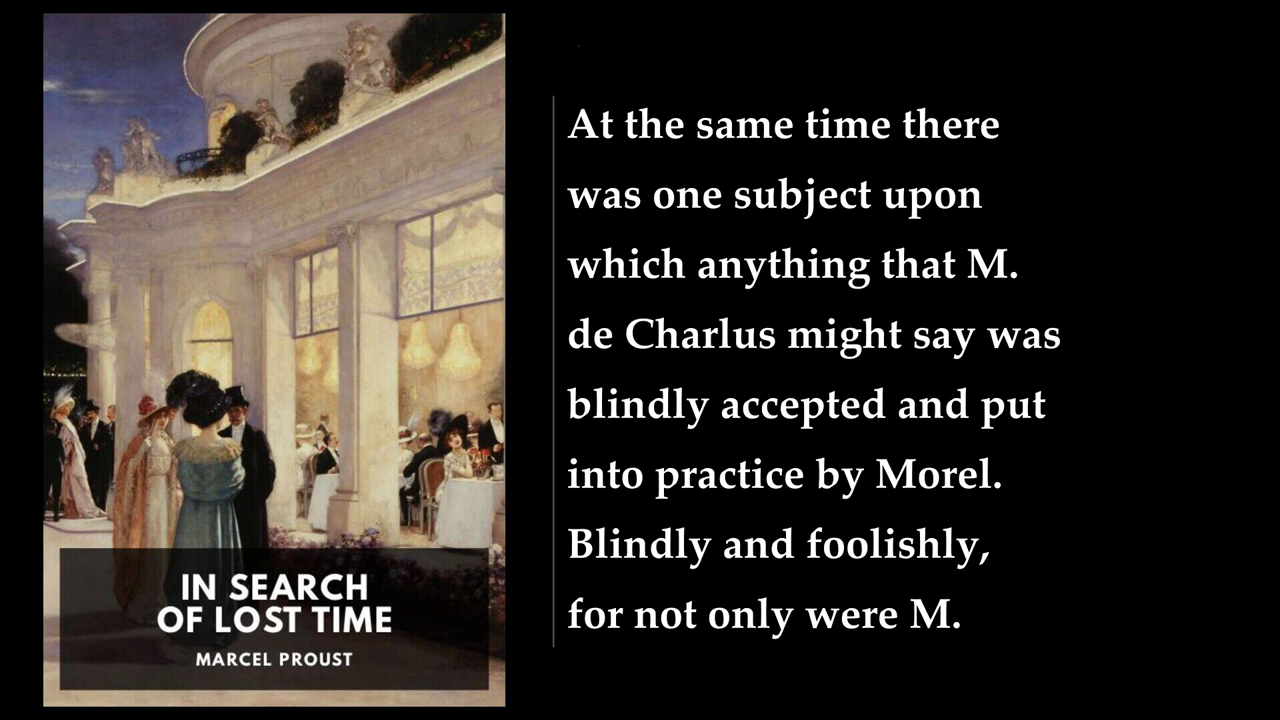 IN SEARCH
OF LOST TIME
MARCEL PROUST
At the same time there
was one subject upon
which anything that M.
de Charlus might say was
blindly accepted and put
into practice by Morel.
Blindly and foolishly,
for not only were M.